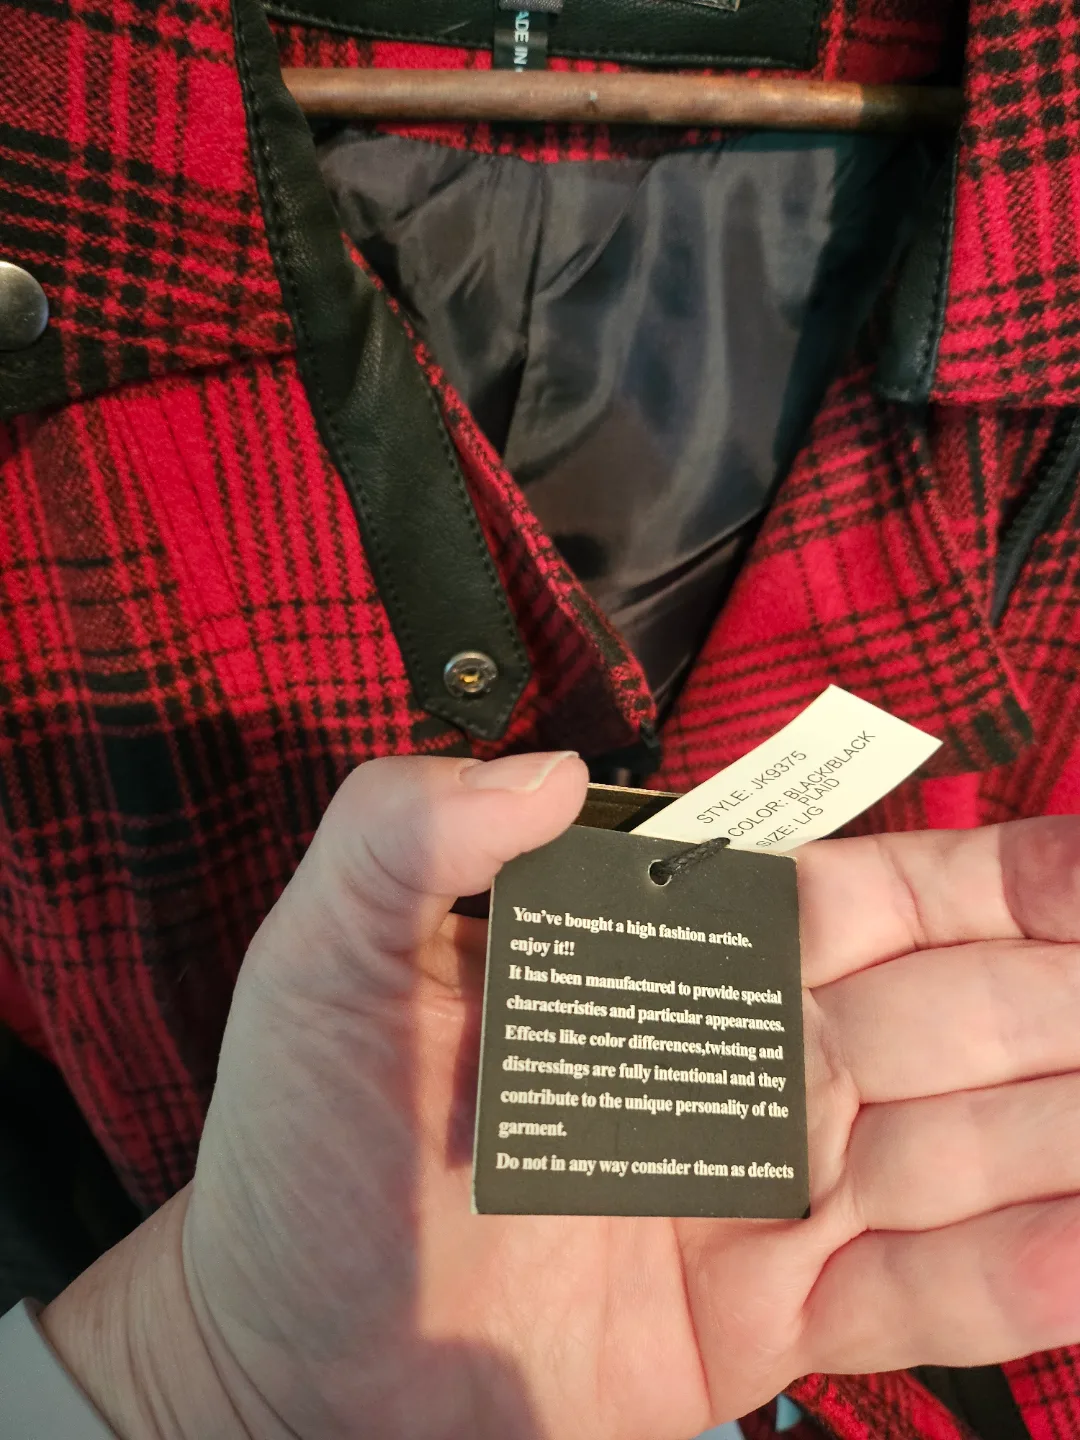 ADE IN
STYLE: JK9375
COLOR: BLACK/BLACK
PLAID
SIZE: L/G
You've bought a high fashion article.
enjoy it!!
It has been manufactured to provide special
characteristies and particular appearances.
Effects like color differences,twisting and
distressings are fully intentional and they
contribute to the unique personality of the
garment.
Do not in any way consider them as defects